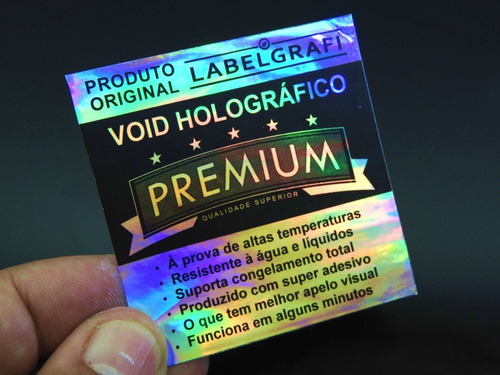 PRODUTO ORIGINAL
LABELGRAFI
VOID HOLOGRÁFICO
PREMIUM
QUALIDADE SUPERIOR
• À prova de altas temperaturas
• Resistente à água e líquidos
• Suporta congelamento total
• Produzido com super adesivo
• O que tem melhor apelo visual
• Funciona em alguns minutos